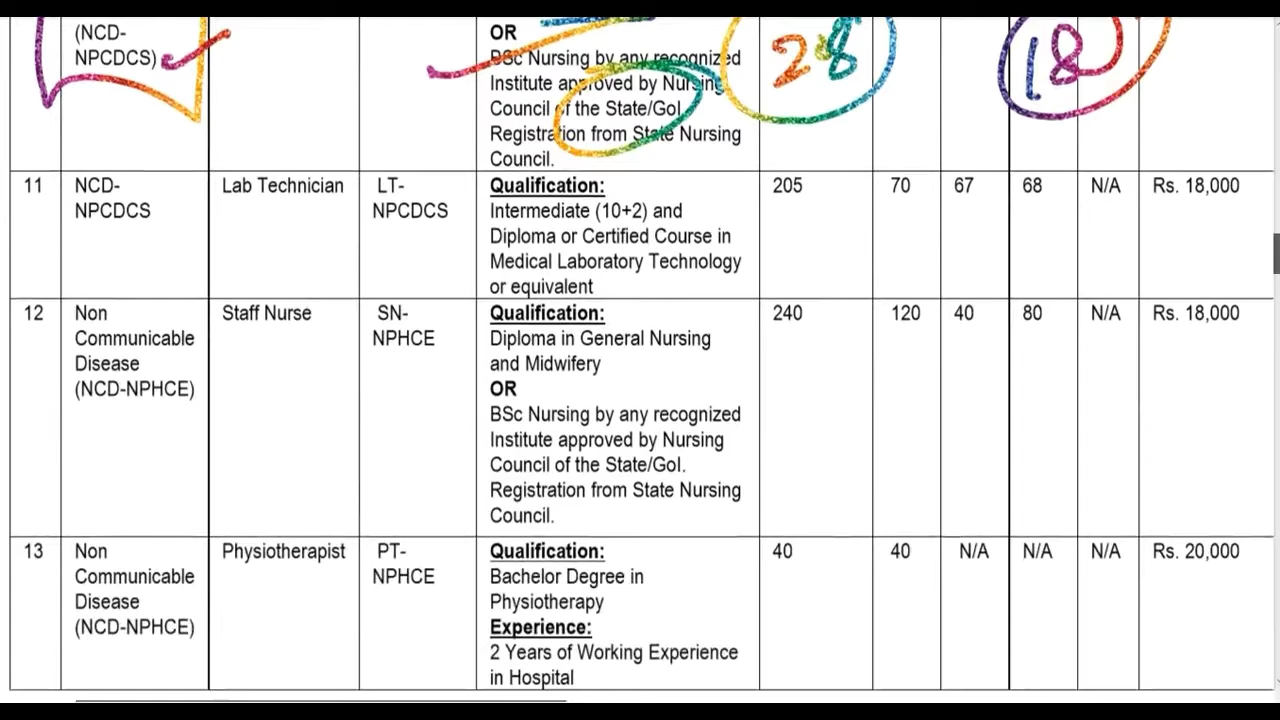 (NCD-
NPCDCS)
OR
BSc Nursing by any recognized
Institute approved by Nursing
Council of the State/GoI.
Registration from State Nursing
Council.
28
18
11 NCD- Lab Technician LT- Qualification: 205 70 67 68 N/A Rs. 18,000
NPCDCS NPCDCS Intermediate (10+2) and
Diploma or Certified Course in
Medical Laboratory Technology
or equivalent
12 Non Staff Nurse SN- Qualification: 240 120 40 80 N/A Rs. 18,000
Communicable NPHCE Diploma in General Nursing
Disease and Midwifery
(NCD-NPHCE) OR
BSc Nursing by any recognized
Institute approved by Nursing
Council of the State/GoI.
Registration from State Nursing
Council.
13 Non Physiotherapist PT- Qualification: 40 40 N/A N/A N/A Rs. 20,000
Communicable NPHCE Bachelor Degree in
Disease Physiotherapy
(NCD-NPHCE) Experience:
2 Years of Working Experience
in Hospital